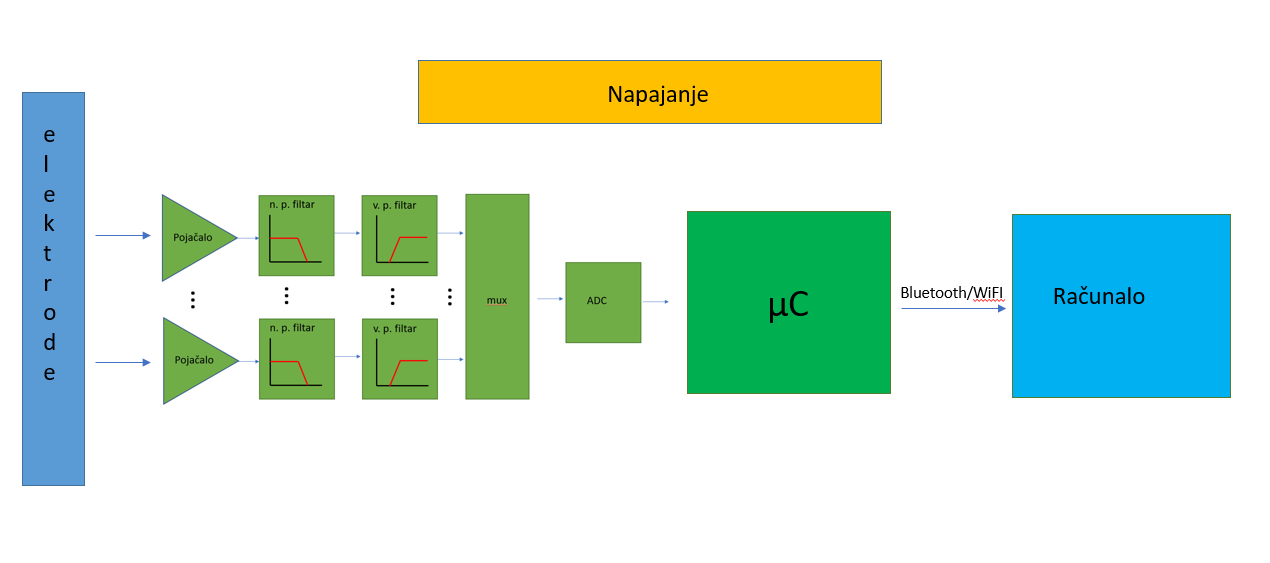 Napajanje
e
l
e
k
t
r
o
d
e
Pojačalo
n. p. filtar
v. p. filtar
Pojačalo
n. p. filtar
v. p. filtar
mux
ADC
µC
Bluetooth/WiFI
Računalo